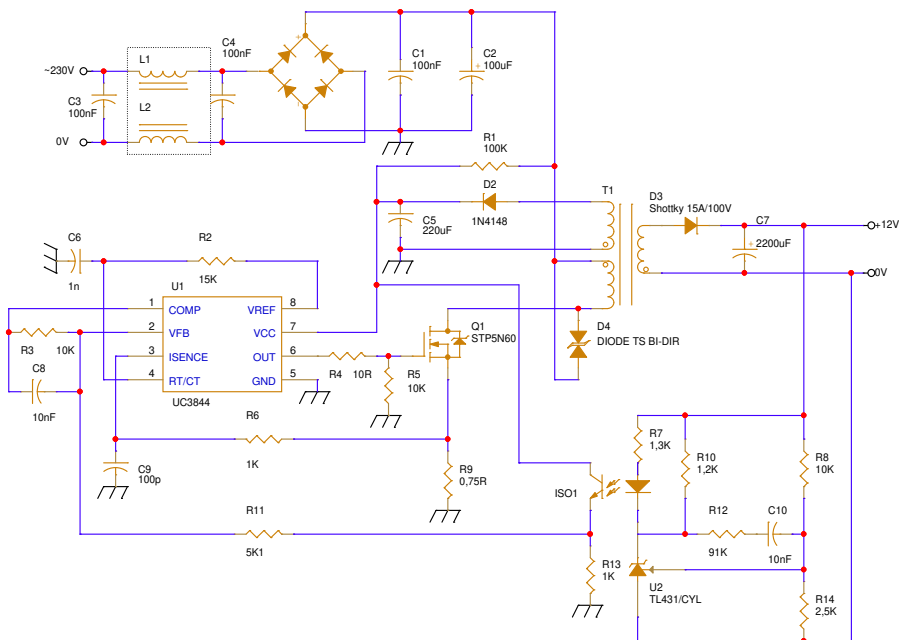 C4
100nF
L1
~230V
C3
100nF
L2
0V
C1
100nF
C2
100uF
+
R1
100K
D2
1N4148
C5
220uF
T1
D3
Shottky 15A/100V
C7
+
2200uF
+12V
0V
C6
1n
R2
15K
U1
1
COMP
VREF
8
2
VFB
VCC
7
3
ISENCE
OUT
6
4
RT/CT
GND
5
UC3844
R3
10K
C8
10nF
R4
10R
R5
10K
Q1
STP5N60
D4
DIODE TS BI-DIR
R6
1K
C9
100p
R9
0,75R
R11
5K1
ISO1
R13
1K
R7
1,3K
R10
1,2K
R8
10K
R12
91K
C10
10nF
U2
TL431/CYL
R14
2,5K